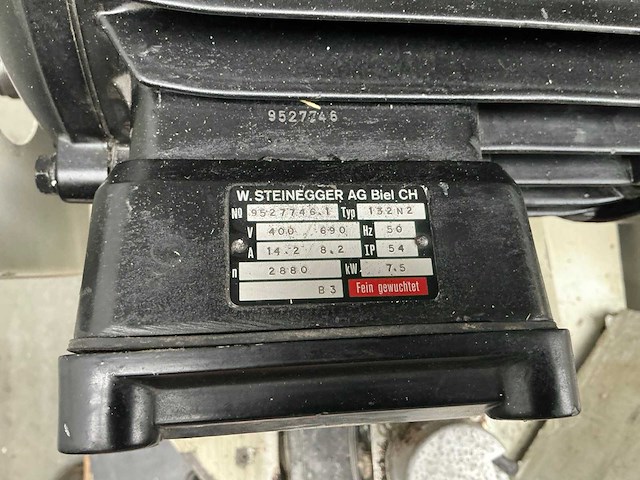 9527746
W. STEINEGGER AG Biel CH
No 9527746.1 Typ 132N2
V 400 690 Hz 50
A 14.2 8.2 IP 54
n 2880 kW 7.5
B3 Fein gewuchtet